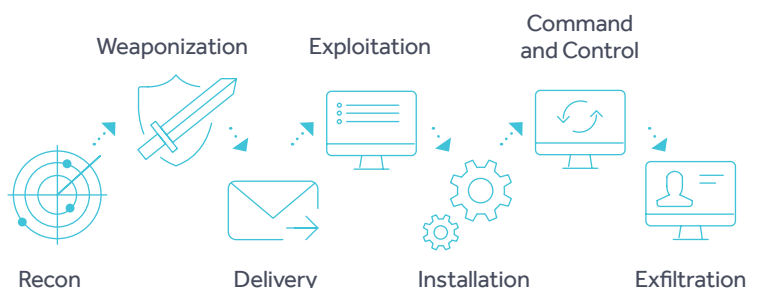 Command
and Control
Weaponization
Exploitation
Recon
Delivery
Installation
Exfiltration